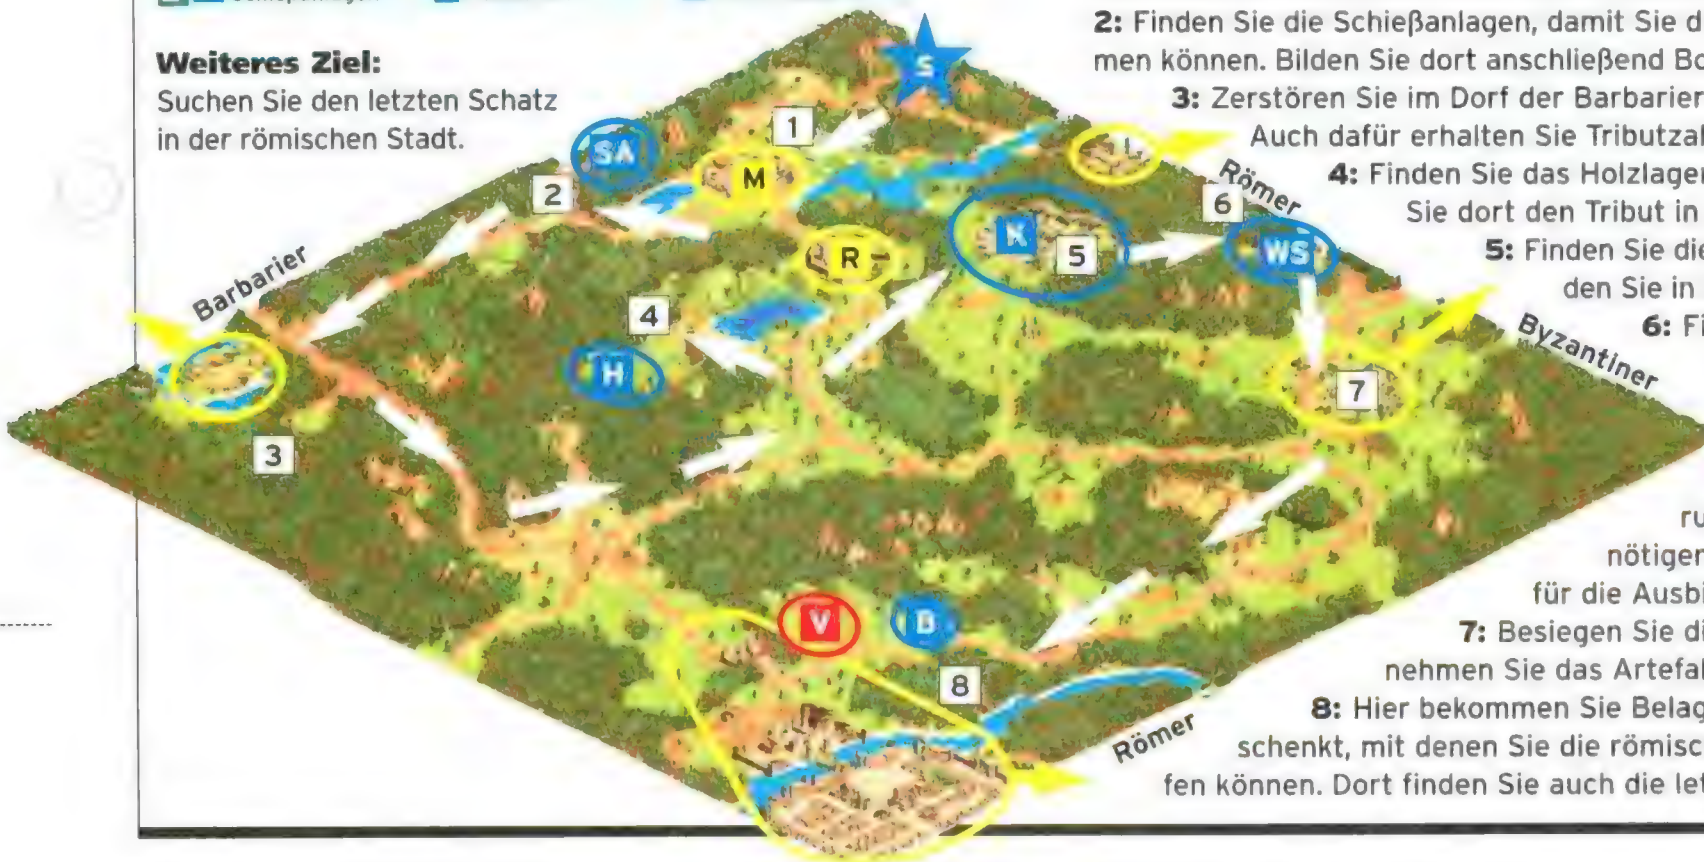 Weiteres Ziel:
Suchen Sie den letzten Schatz
in der römischen Stadt.
2: Finden Sie die Schießanlagen, damit Sie d
men können. Bilden Sie dort anschließend Bo
3: Zerstören Sie im Dorf der Barbarier
Auch dafür erhalten Sie Tributza
4: Finden Sie das Holzlager
Sie dort den Tribut in
5: Finden Sie die
den Sie in
6: Fi
ru
nötigen
für die Ausbi
7: Besiegen Sie di
nehmen Sie das Artefa
8: Hier bekommen Sie Belag
schenkt, mit denen Sie die römisc
fen können. Dort finden Sie auch die le
S
1
SA
M
2
Römer
6
K
5
WS
R
Barbarier
4
H
Byzantiner
7
3
V
B
8
Römer